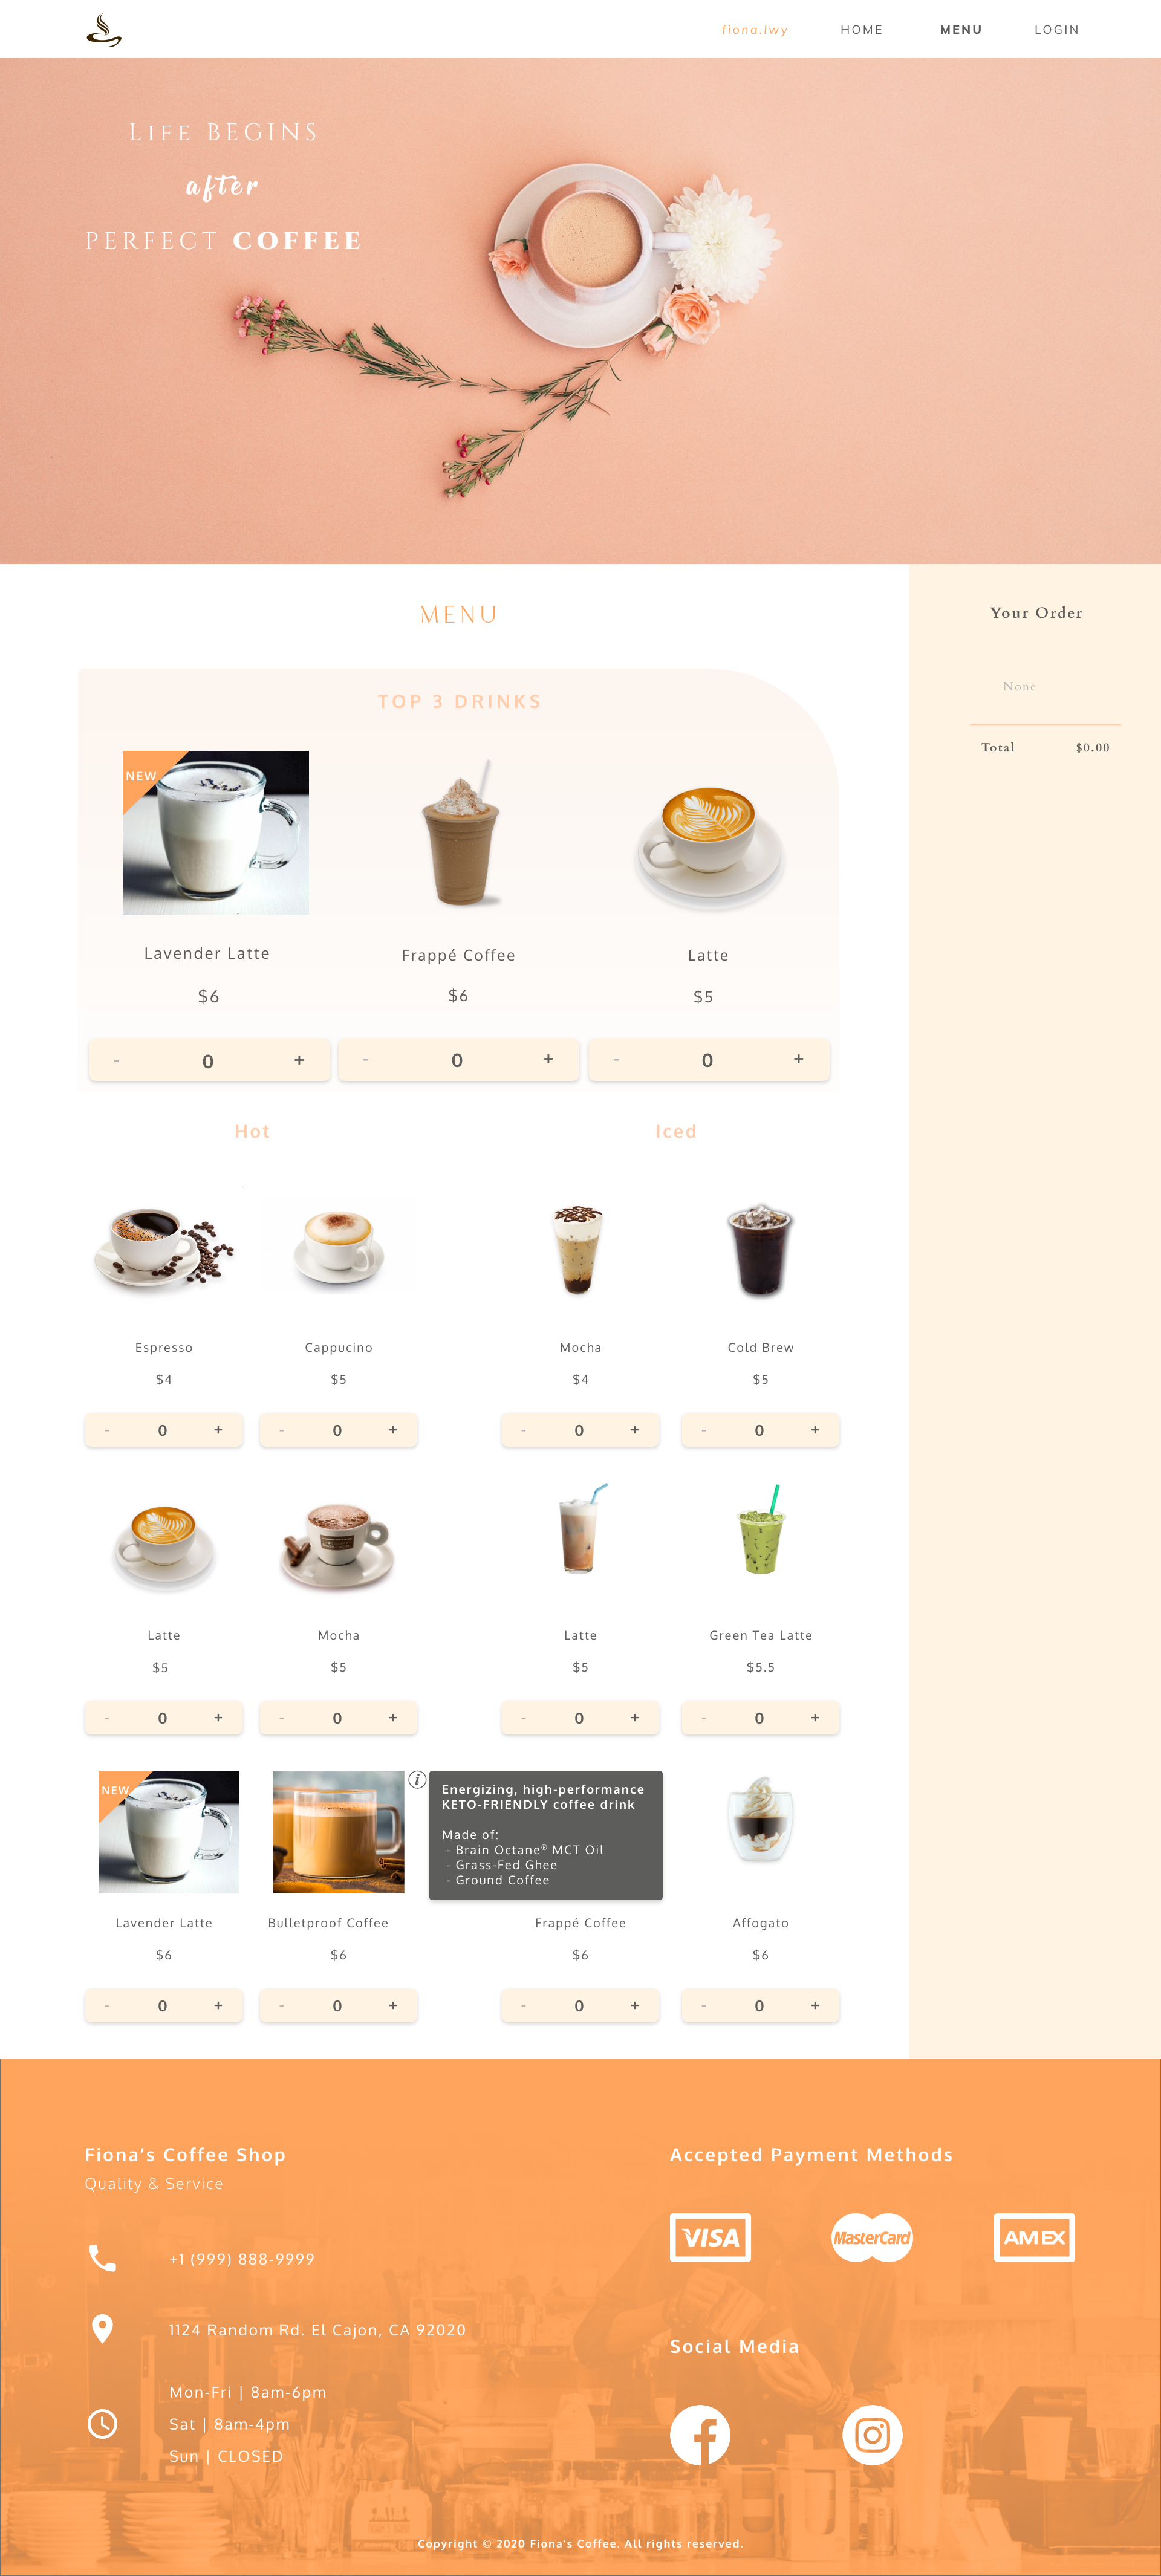 fiona.lwy HOME MENU LOGIN
LIFE BEGINS
after
PERFECT COFFEE
MENU
Your Order
None
Total $0.00
TOP 3 DRINKS
NEW
Lavender Latte Frappé Coffee Latte
$6 $6 $5
- 0 + - 0 + - 0 +
Hot Iced
Espresso Cappucino Mocha Cold Brew
$4 $5 $4 $5
- 0 + - 0 + - 0 + - 0 +
Latte Mocha Latte Green Tea Latte
$5 $5 $5 $5.5
- 0 + - 0 + - 0 + - 0 +
NEW
i
Energizing, high-performance
KETO-FRIENDLY coffee drink
Made of:
- Brain Octane® MCT Oil
- Grass-Fed Ghee
- Ground Coffee
Lavender Latte Bulletproof Coffee Frappé Coffee Affogato
$6 $6 $6 $6
- 0 + - 0 + - 0 + - 0 +
Fiona's Coffee Shop
Quality & Service
+1 (999) 888-9999
1124 Random Rd. El Cajon, CA 92020
Mon-Fri | 8am-6pm
Sat | 8am-4pm
Sun | CLOSED
Accepted Payment Methods
VISA MasterCard AMEX
Social Media
Copyright © 2020 Fiona's Coffee. All rights reserved.